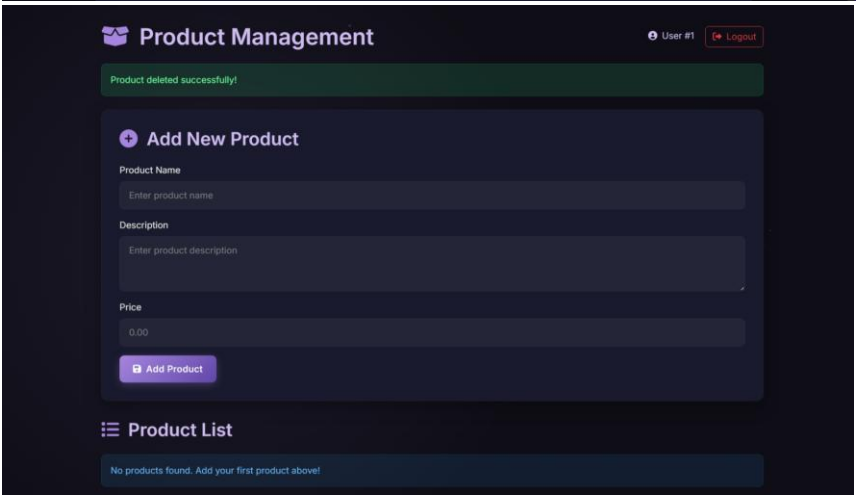 Product Management
User #1
Logout
Product deleted successfully!
Add New Product
Product Name
Enter product name
Description
Enter product description
Price
0.00
Add Product
Product List
No products found. Add your first product above!